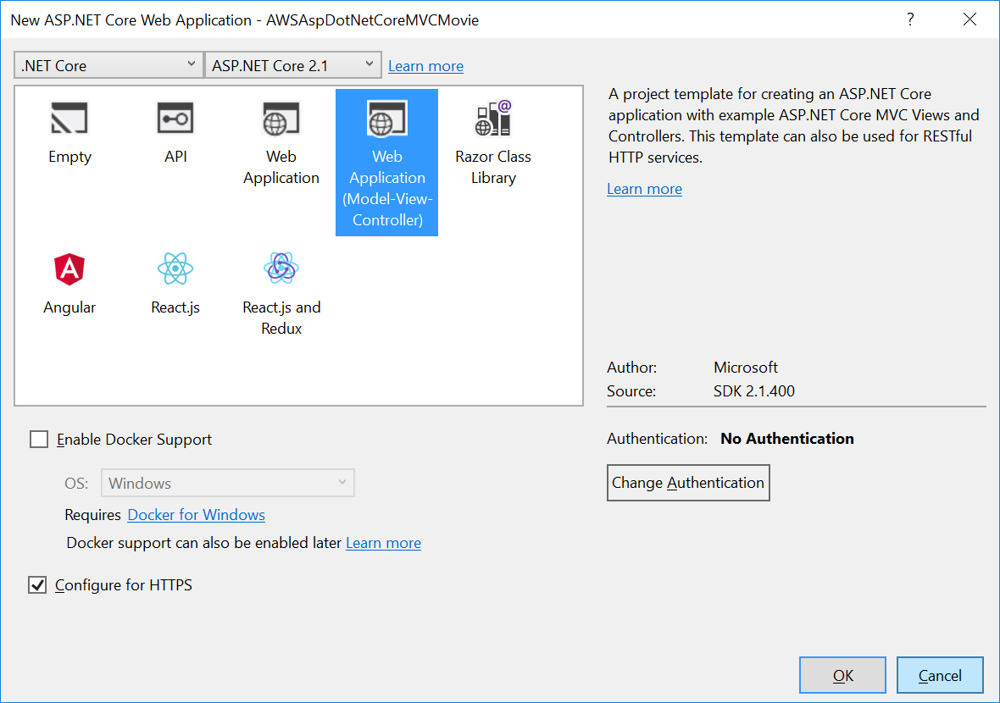 New ASP.NET Core Web Application - AWSAspDotNetCoreMVCMovie
?
.NET Core
ASP.NET Core 2.1
Learn more
Empty
API
Web
Application
Web
Application
(Model-View-
Controller)
Razor Class
Library
Angular
React.js
React.js and
Redux
A project template for creating an ASP.NET Core
application with example ASP.NET Core MVC Views and
Controllers. This template can also be used for RESTful
HTTP services.
Learn more
Author: Microsoft
Source: SDK 2.1.400
Authentication: No Authentication
Change Authentication
Enable Docker Support
OS: Windows
Requires Docker for Windows
Docker support can also be enabled later Learn more
Configure for HTTPS
OK
Cancel